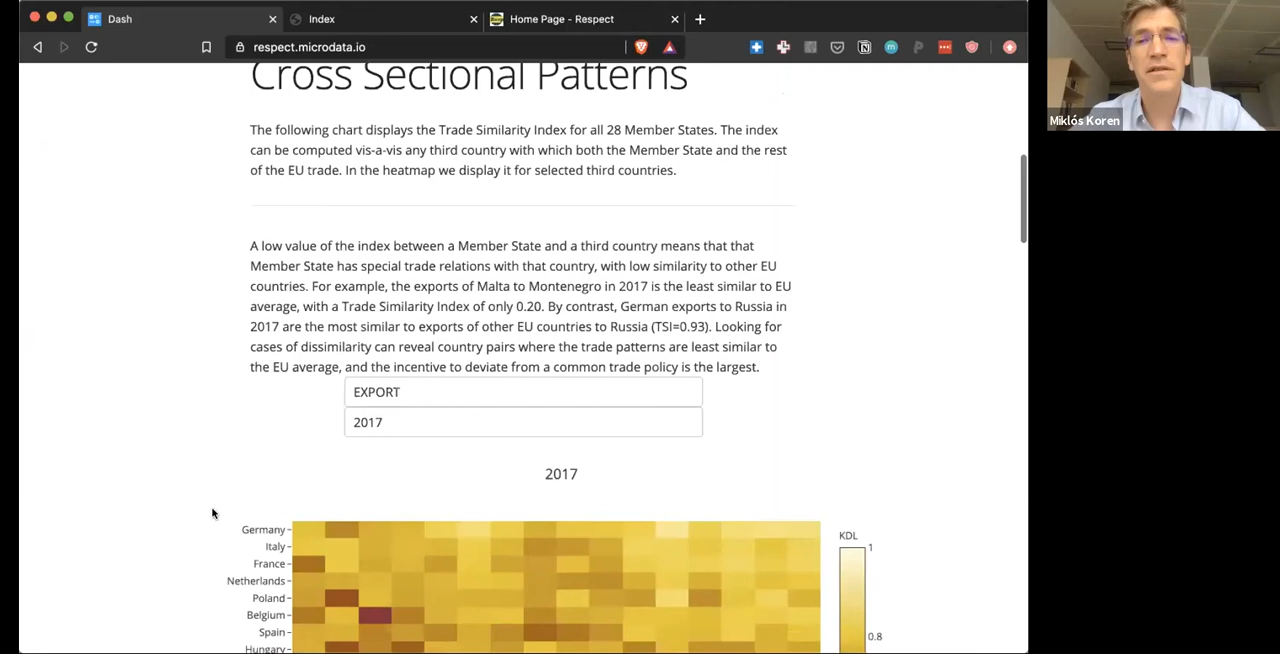 Dash
Index
Home Page - Respect
respect.microdata.io
Cross Sectional Patterns
The following chart displays the Trade Similarity Index for all 28 Member States. The index
can be computed vis-a-vis any third country with which both the Member State and the rest
of the EU trade. In the heatmap we display it for selected third countries.
A low value of the index between a Member State and a third country means that that
Member State has special trade relations with that country, with low similarity to other EU
countries. For example, the exports of Malta to Montenegro in 2017 is the least similar to EU
average, with a Trade Similarity Index of only 0.20. By contrast, German exports to Russia in
2017 are the most similar to exports of other EU countries to Russia (TSI=0.93). Looking for
cases of dissimilarity can reveal country pairs where the trade patterns are least similar to
the EU average, and the incentive to deviate from a common trade policy is the largest.
EXPORT
2017
2017
Germany
Italy
France
Netherlands
Poland
Belgium
Spain
Hungary
KDL
1
0.8
Miklós Koren